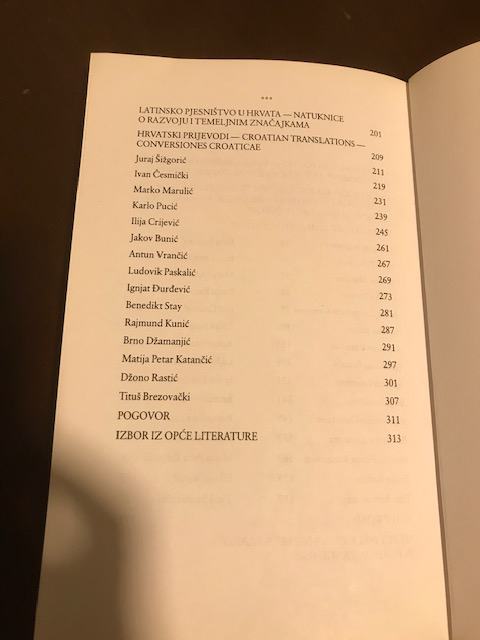 ***
LATINSKO PJESNIŠTVO U HRVATA — NATUKNICE
O RAZVOJU I TEMELJNIM ZNAČAJKAMA 201
HRVATSKI PRIJEVODI — CROATIAN TRANSLATIONS —
CONVERSIONES CROATICAE 209
Juraj Šižgorić 211
Ivan Česmički 219
Marko Marulić 231
Karlo Pucić 239
Ilija Crijević 245
Jakov Bunić 261
Antun Vrančić 267
Ludovik Paskalić 269
Ignjat Đurđević 273
Benedikt Stay 281
Rajmund Kunić 287
Brno Džamanjić 291
Matija Petar Katančić 297
Džono Rastić 301
Tituš Brezovački 307
POGOVOR 311
IZBOR IZ OPĆE LITERATURE 313